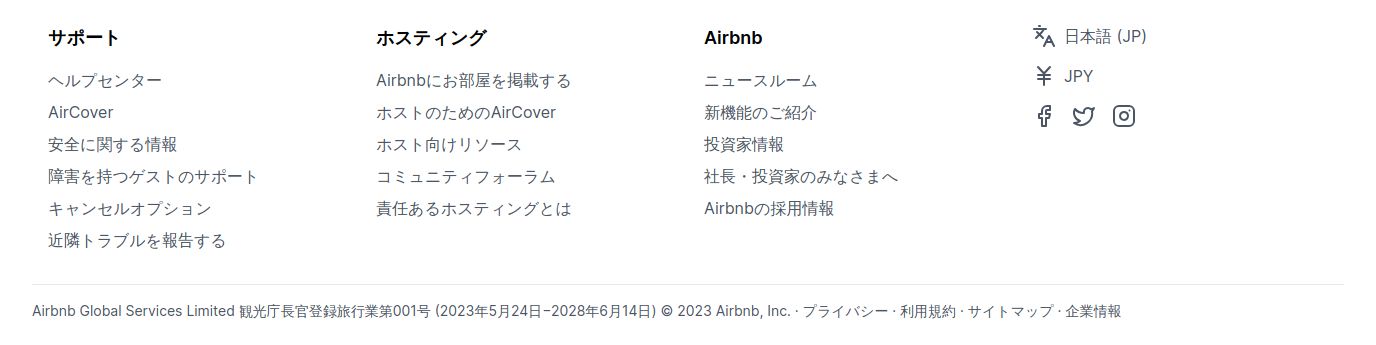 サポート
ヘルプセンター
AirCover
安全に関する情報
障害を持つゲストのサポート
キャンセルオプション
近隣トラブルを報告する
ホスティング
Airbnbにお部屋を掲載する
ホストのためのAirCover
ホスト向けリソース
コミュニティフォーラム
責任あるホスティングとは
Airbnb
ニュースルーム
新機能のご紹介
投資家情報
社長・投資家のみなさまへ
Airbnbの採用情報
日本語 (JP)
¥ JPY
Airbnb Global Services Limited 観光庁長官登録旅行業第001号 (2023年5月24日–2028年6月14日) © 2023 Airbnb, Inc. · プライバシー · 利用規約 · サイトマップ · 企業情報